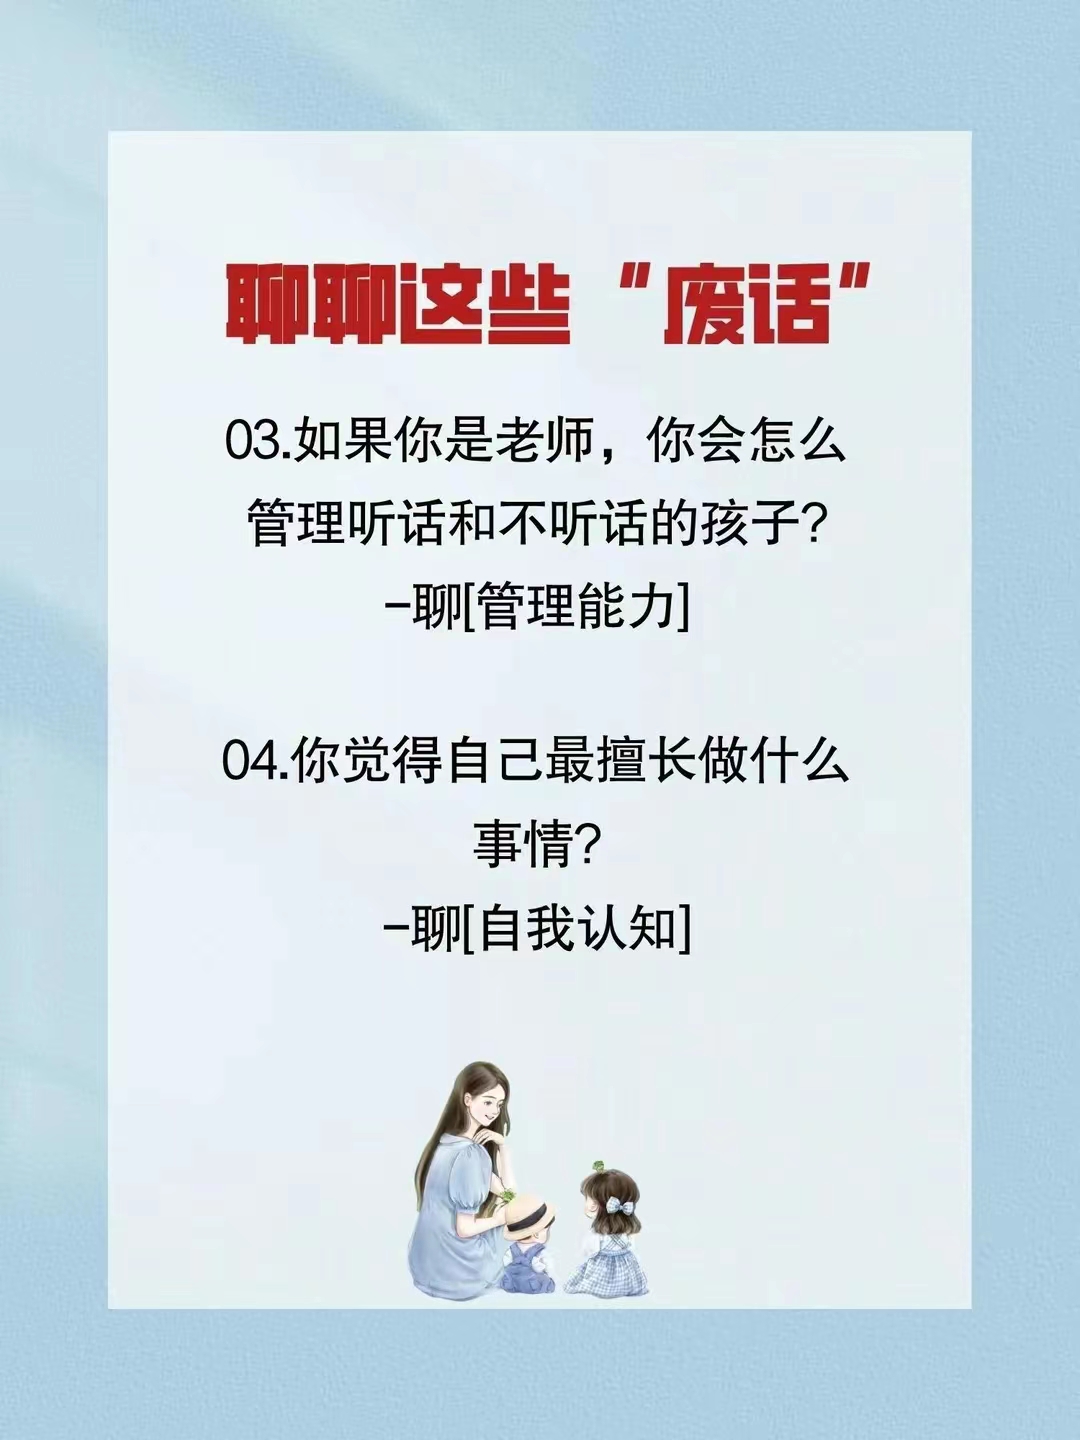 聊聊这些“废话”
03.如果你是老师，你会怎么
管理听话和不听话的孩子?
-聊[管理能力]
04.你觉得自己最擅长做什么
事情?
-聊[自我认知]